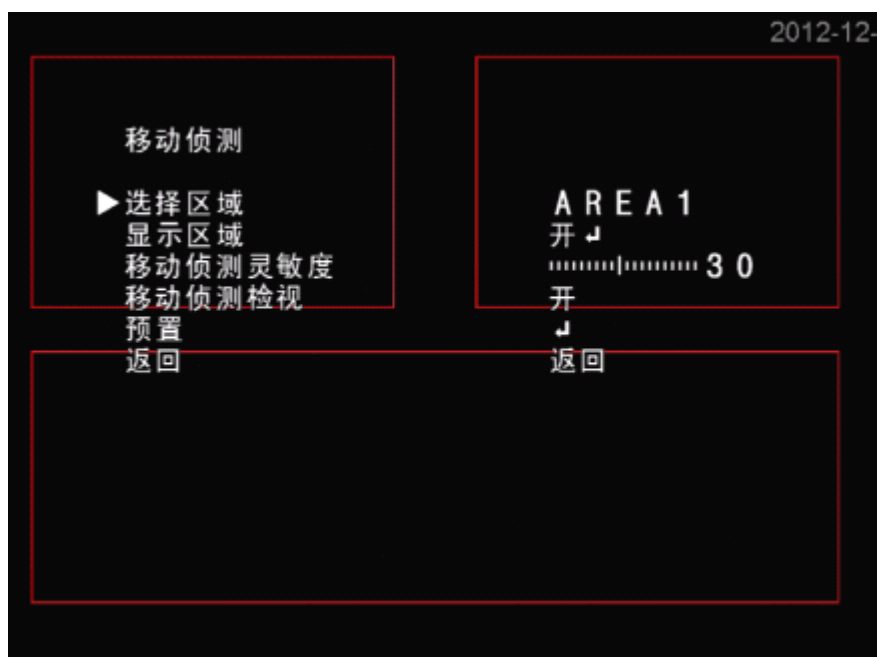 2012-12-
移动侦测
▶选择区域 AREA1
显示区域 开↵
移动侦测灵敏度 30
移动侦测检视 开
预置 ↵
返回 返回